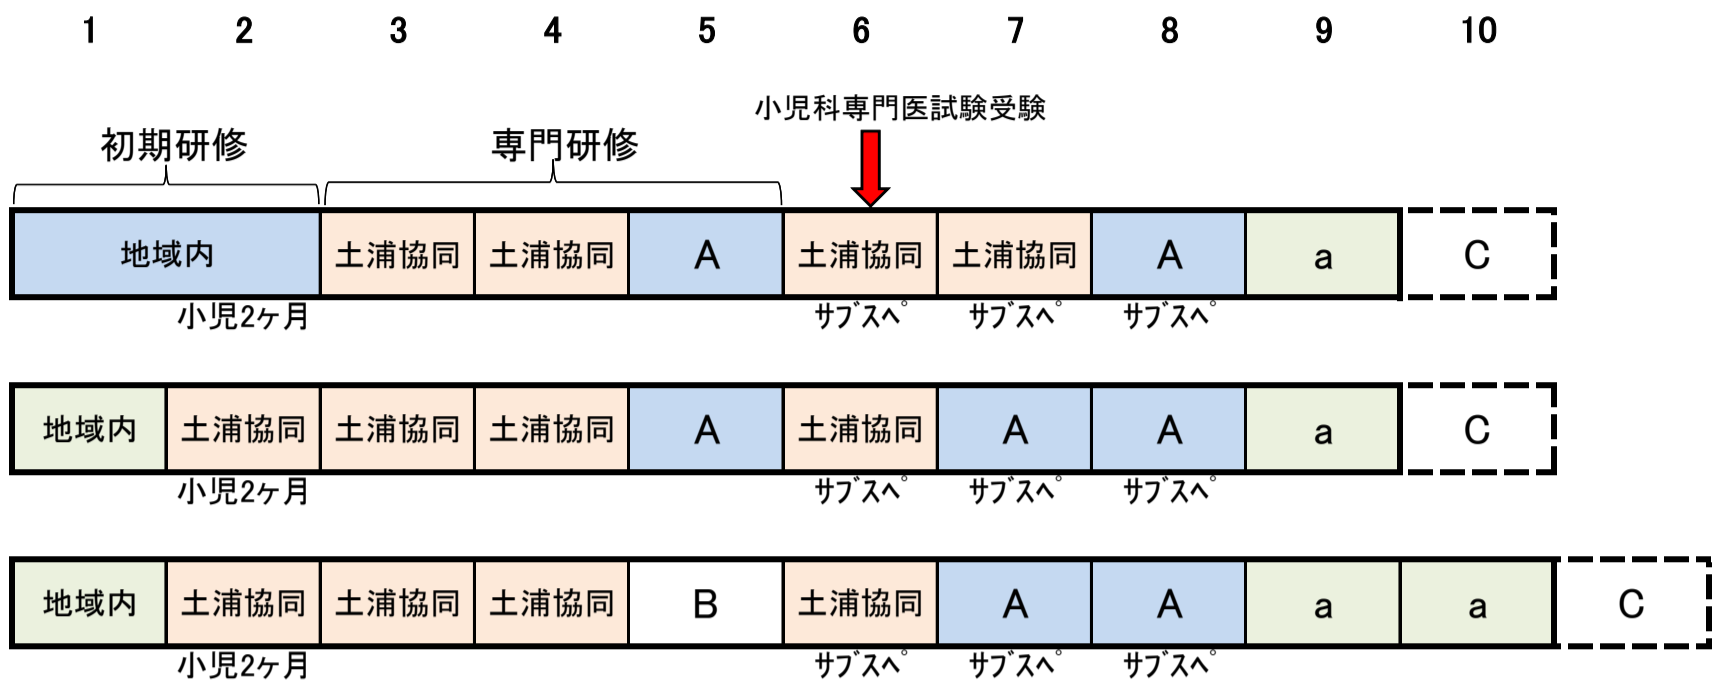 1 2 3 4 5 6 7 8 9 10
小児科専門医試験受験
初期研修 専門研修
地域内 土浦協同 土浦協同 A 土浦協同 土浦協同 A a C
小児2ヶ月 ｻﾌﾞｽﾍﾟ ｻﾌﾞｽﾍﾟ ｻﾌﾞｽﾍﾟ
地域内 土浦協同 土浦協同 土浦協同 A 土浦協同 A A a C
小児2ヶ月 ｻﾌﾞｽﾍﾟ ｻﾌﾞｽﾍﾟ ｻﾌﾞｽﾍﾟ
地域内 土浦協同 土浦協同 土浦協同 B 土浦協同 A A a a C
小児2ヶ月 ｻﾌﾞｽﾍﾟ ｻﾌﾞｽﾍﾟ ｻﾌﾞｽﾍﾟ